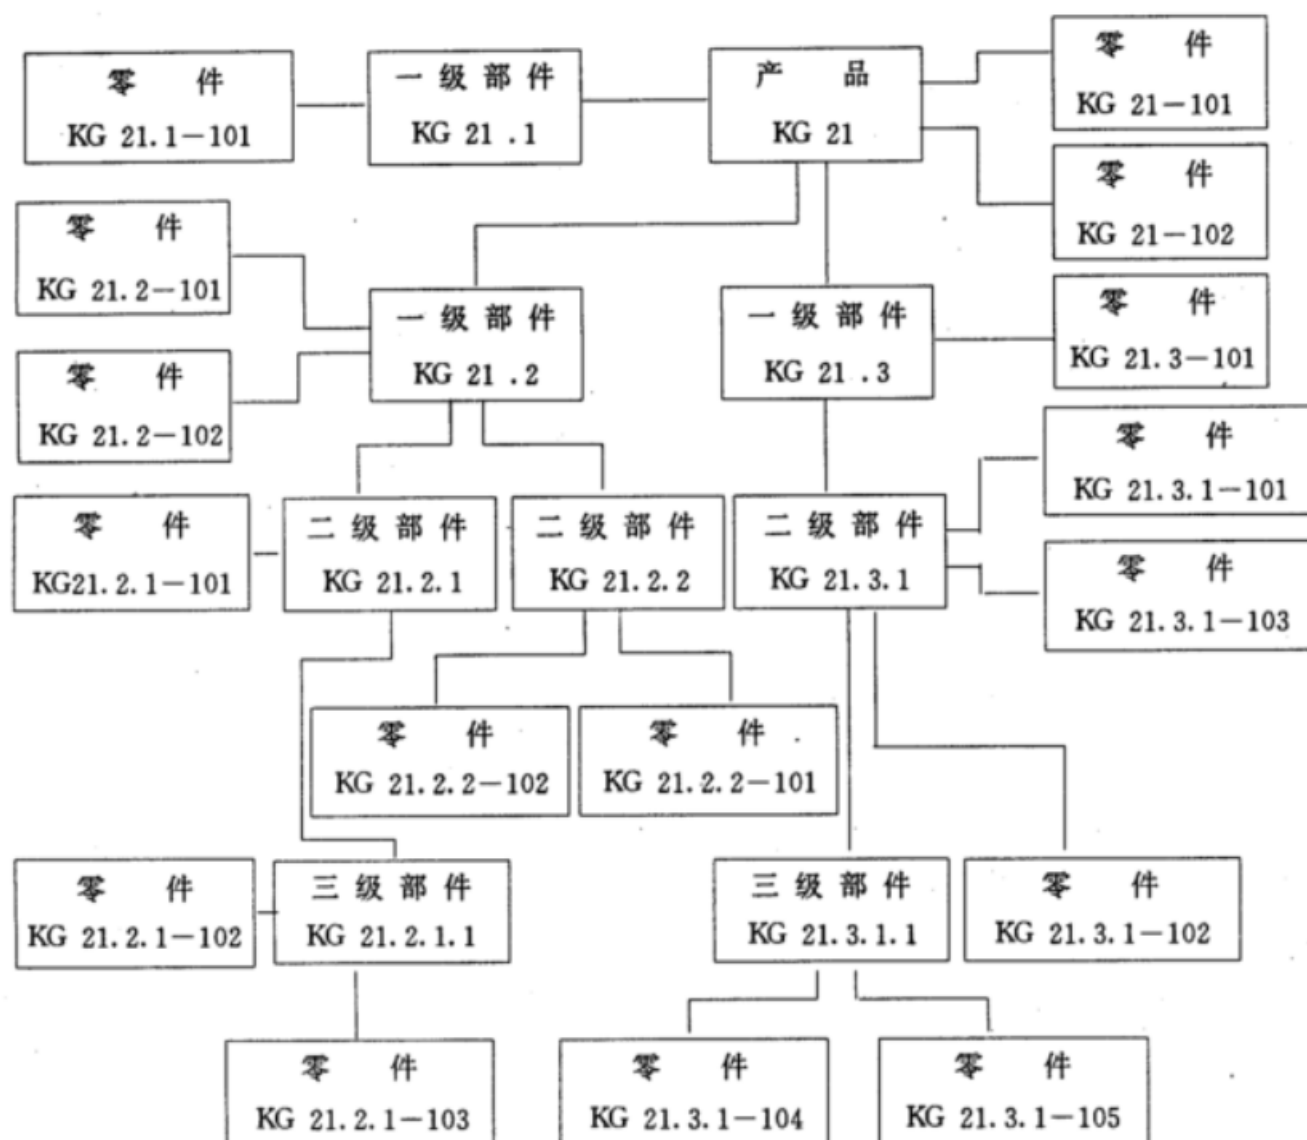 零 件
KG 21.1-101
一级部件
KG 21 .1
产 品
KG 21
零 件
KG 21-101
零 件
KG 21-102
零 件
KG 21.2-101
零 件
KG 21.2-102
一级部件
KG 21 .2
一级部件
KG 21 .3
零 件
KG 21.3-101
零 件
KG21.2.1-101
二级部件
KG 21.2.1
二级部件
KG 21.2.2
二级部件
KG 21.3.1
零 件
KG 21.3.1-101
零 件
KG 21.3.1-103
零 件
KG 21.2.2-102
零 件
KG 21.2.2-101
零 件
KG 21.2.1-102
三级部件
KG 21.2.1.1
三级部件
KG 21.3.1.1
零 件
KG 21.3.1-102
零 件
KG 21.2.1-103
零 件
KG 21.3.1-104
零 件
KG 21.3.1-105